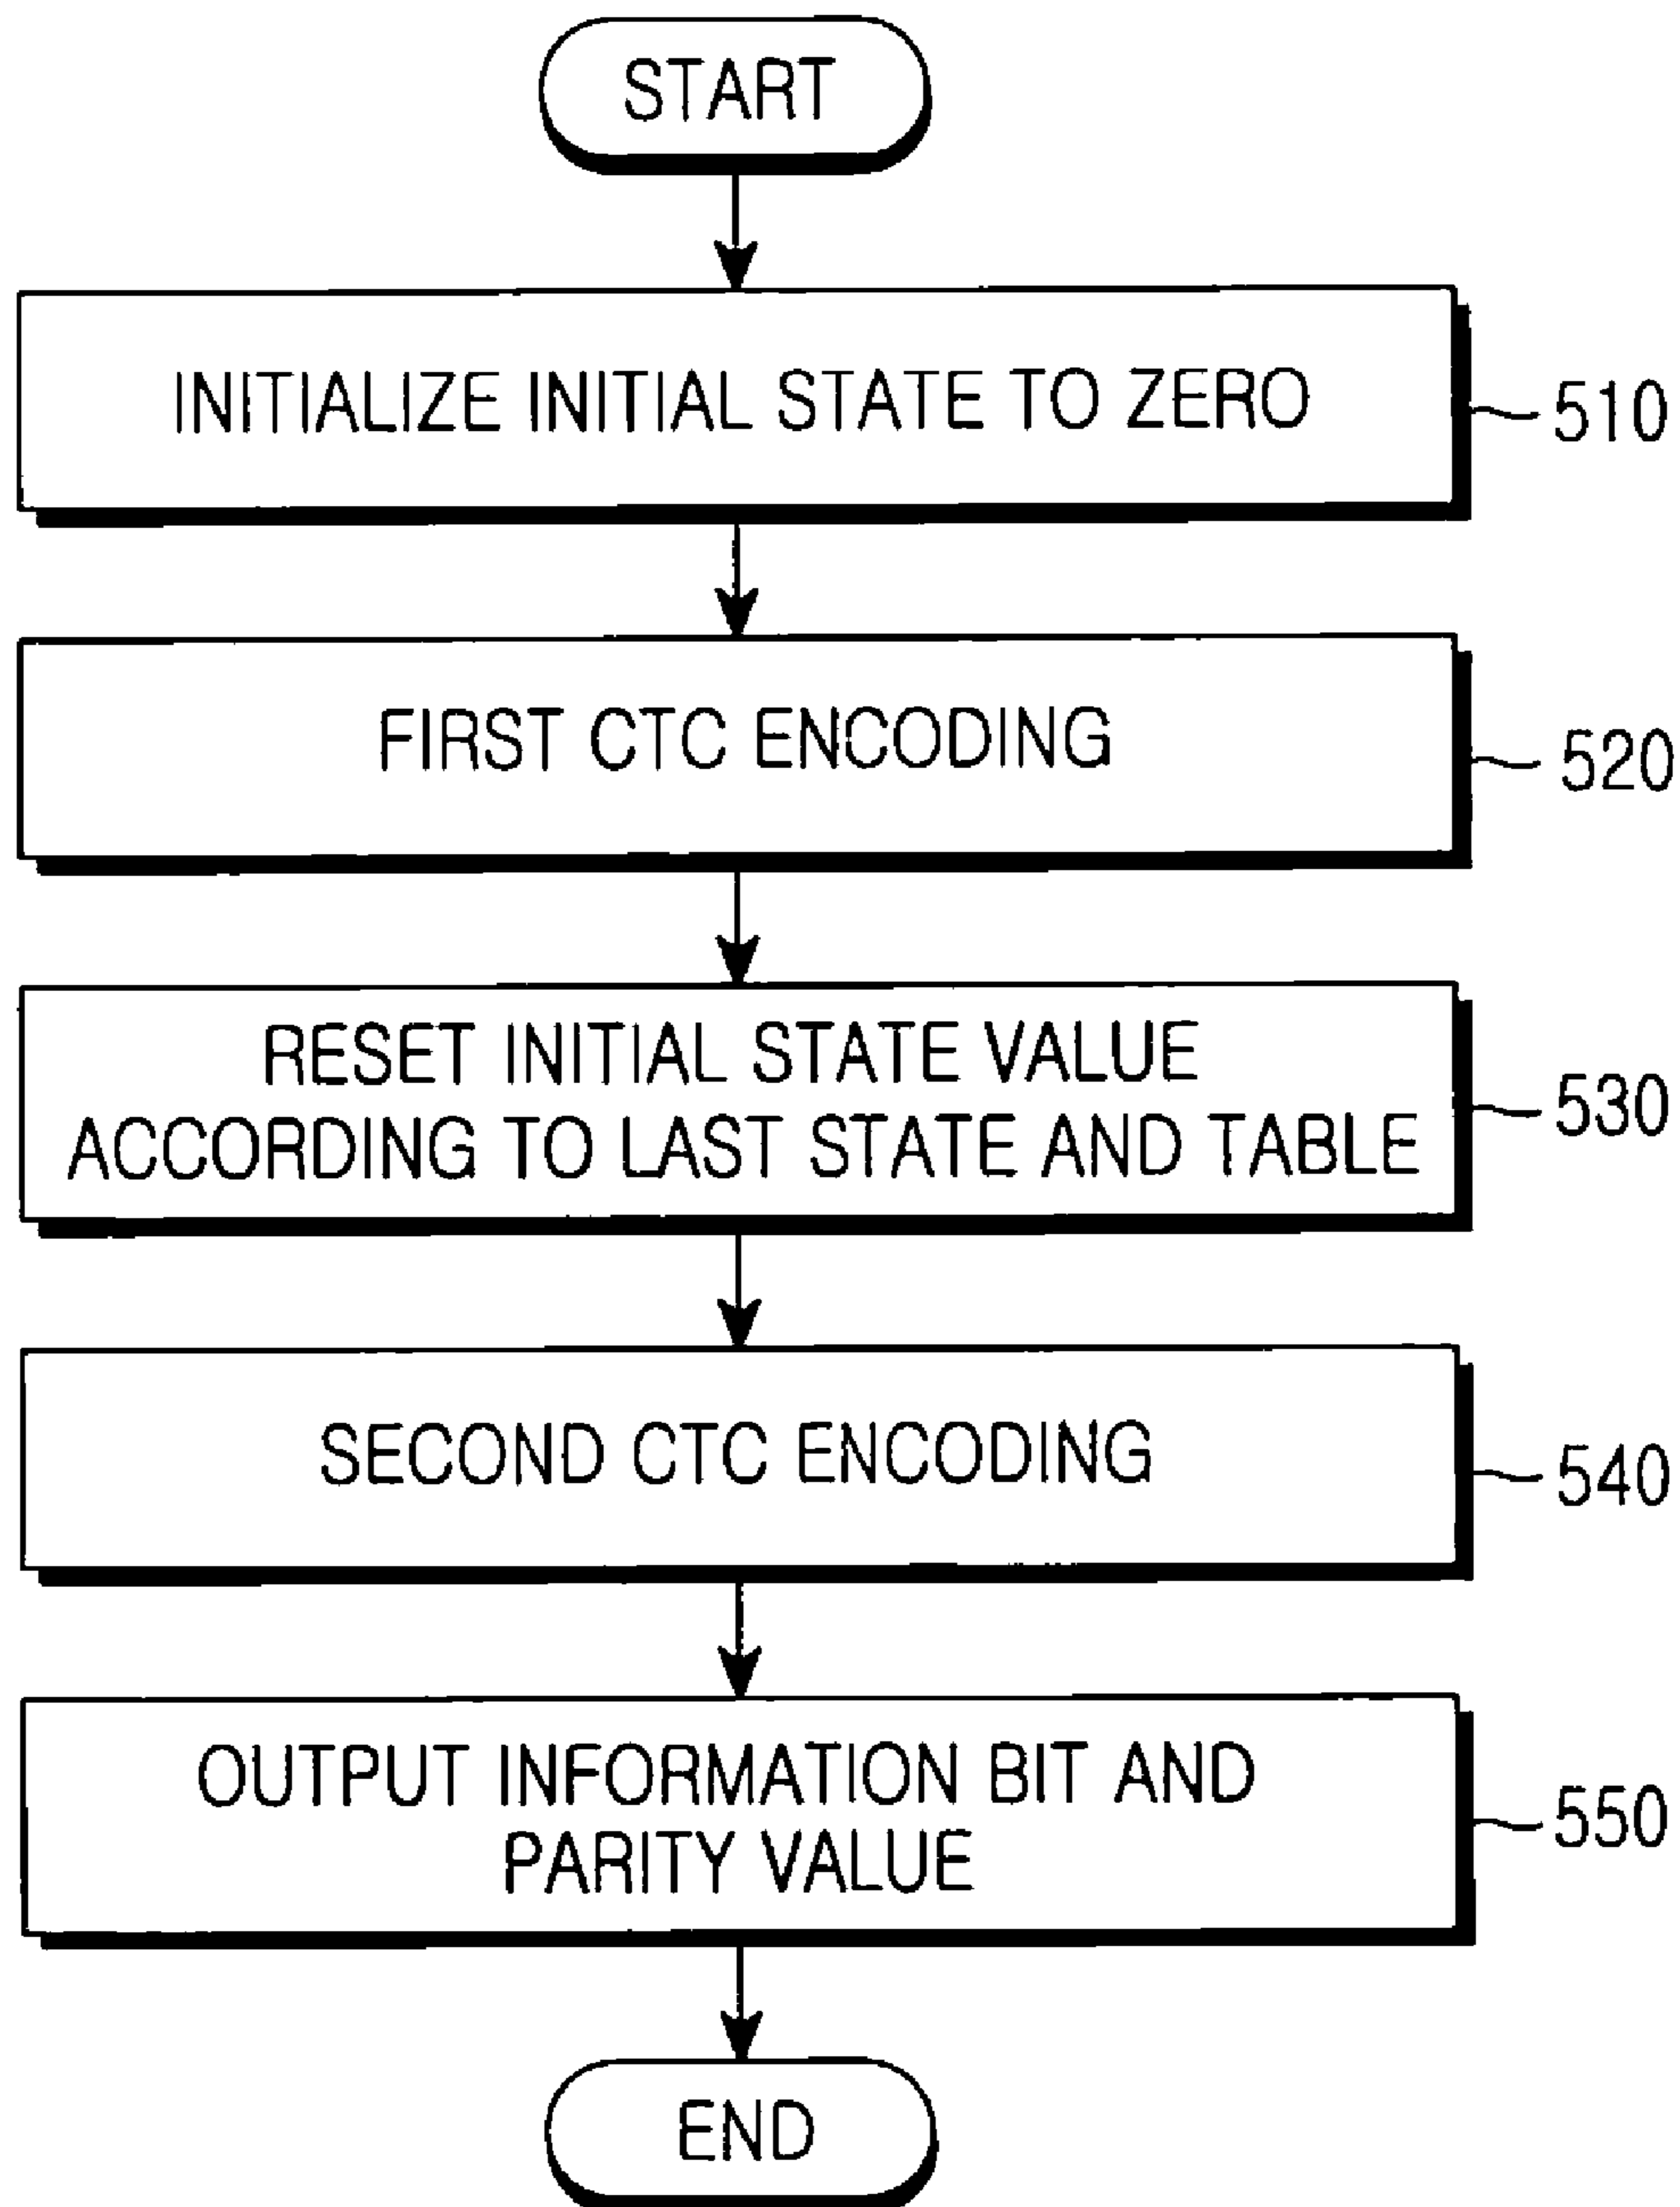 START
INITIALIZE INITIAL STATE TO ZERO
510
FIRST CTC ENCODING
520
RESET INITIAL STATE VALUE
ACCORDING TO LAST STATE AND TABLE
530
SECOND CTC ENCODING
540
OUTPUT INFORMATION BIT AND
PARITY VALUE
550
END